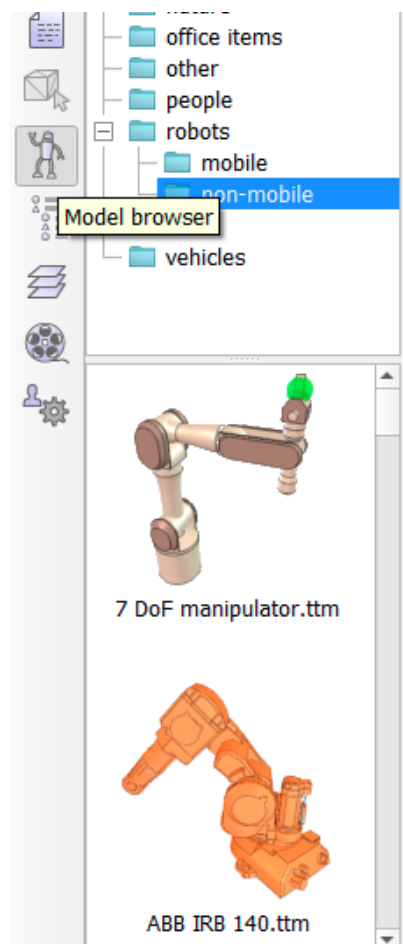 office items
other
people
robots
mobile
non-mobile
Model browser
vehicles
7 DoF manipulator.ttm
ABB IRB 140.ttm